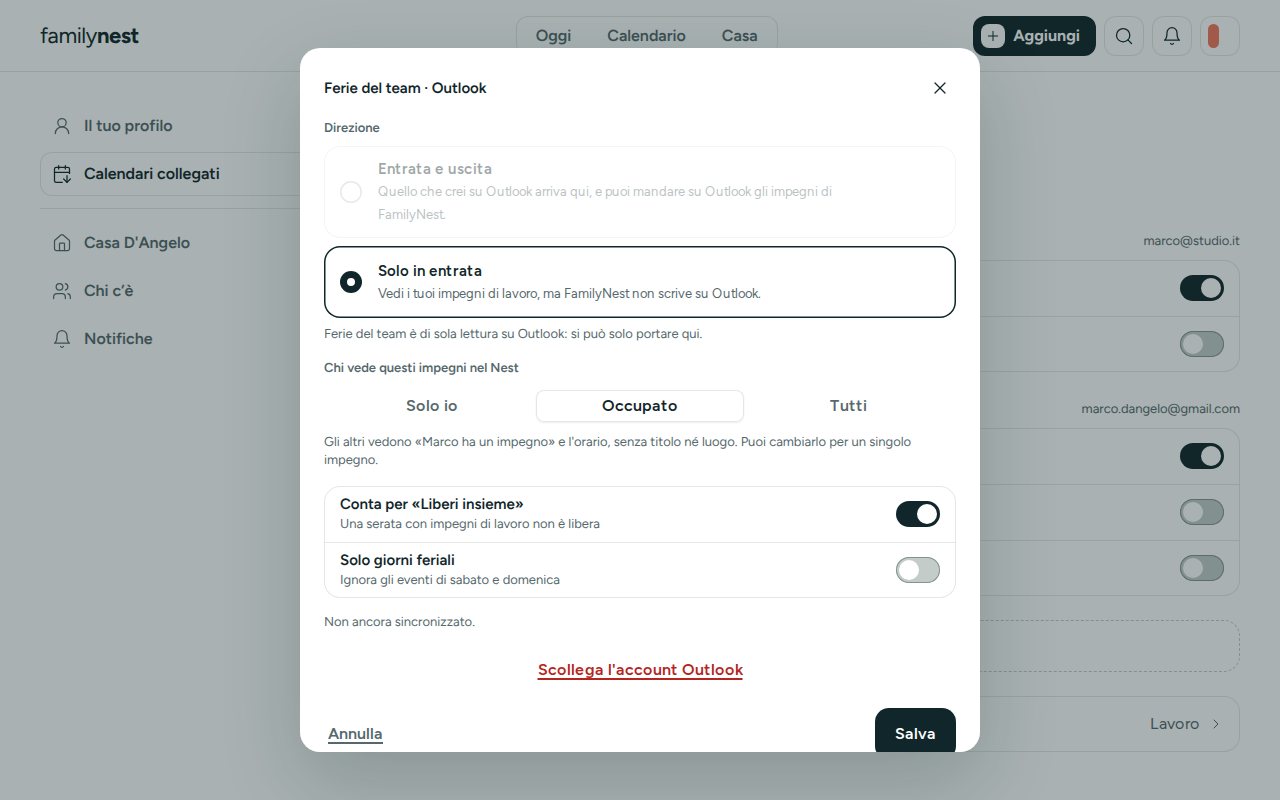 familynest
Oggi
Calendario
Casa
Aggiungi
Il tuo profilo
Calendari collegati
Casa D'Angelo
Chi c'è
Notifiche
Ferie del team · Outlook
Direzione
Entrata e uscita
Quello che crei su Outlook arriva qui, e puoi mandare su Outlook gli impegni di
FamilyNest.
Solo in entrata
Vedi i tuoi impegni di lavoro, ma FamilyNest non scrive su Outlook.
Ferie del team è di sola lettura su Outlook: si può solo portare qui.
Chi vede questi impegni nel Nest
Solo io
Occupato
Tutti
Gli altri vedono «Marco ha un impegno» e l'orario, senza titolo né luogo. Puoi cambiarlo per un singolo
impegno.
Conta per «Liberi insieme»
Una serata con impegni di lavoro non è libera
Solo giorni feriali
Ignora gli eventi di sabato e domenica
Non ancora sincronizzato.
Scollega l'account Outlook
Annulla
Salva
marco@studio.it
marco.dangelo@gmail.com
Lavoro